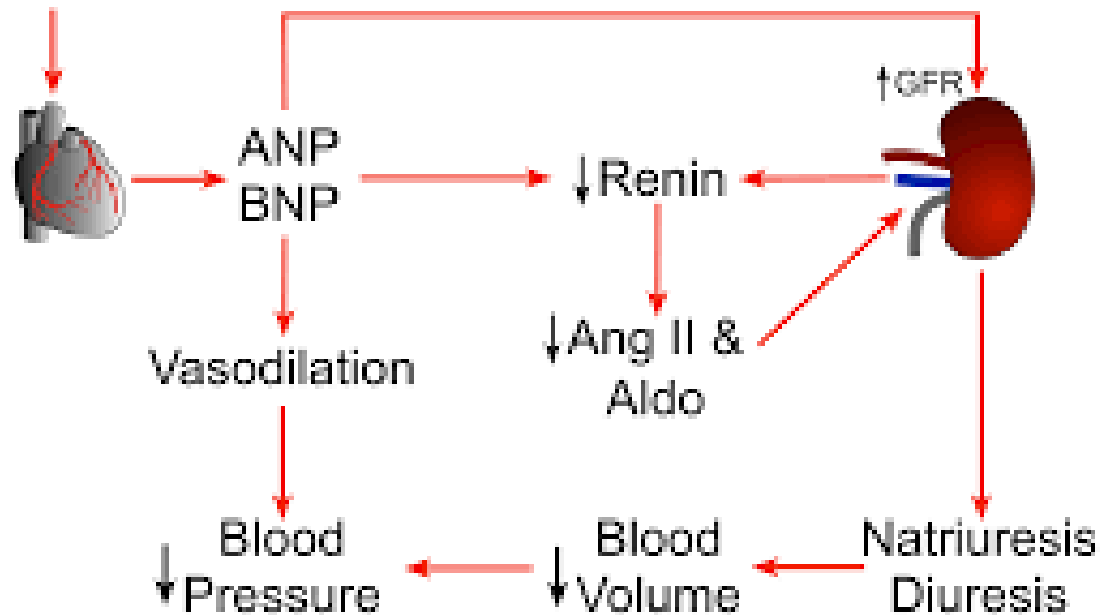 ↑GFR
ANP
BNP
↓Renin
↓Ang II &
Aldo
Vasodilation
↓Blood
Pressure
↓Blood
Volume
Natriuresis
Diuresis